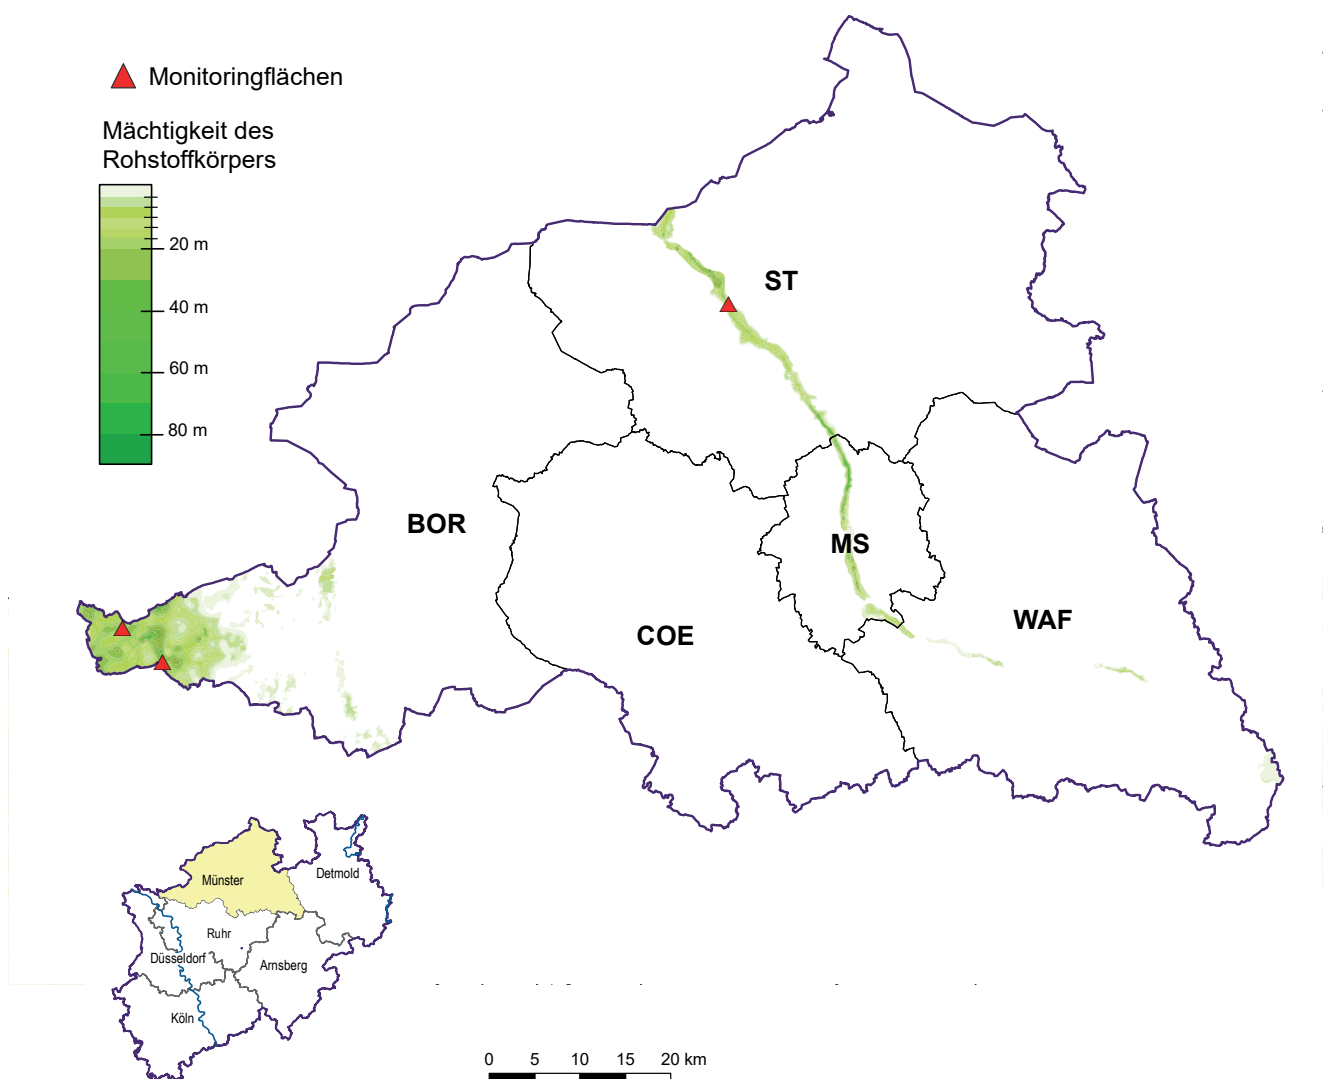 Monitoringflächen
Mächtigkeit des
Rohstoffkörpers
20 m
40 m
60 m
80 m
ST
BOR
MS
WAF
COE
Münster
Detmold
Ruhr
Düsseldorf
Arnsberg
Köln
0 5 10 15 20 km